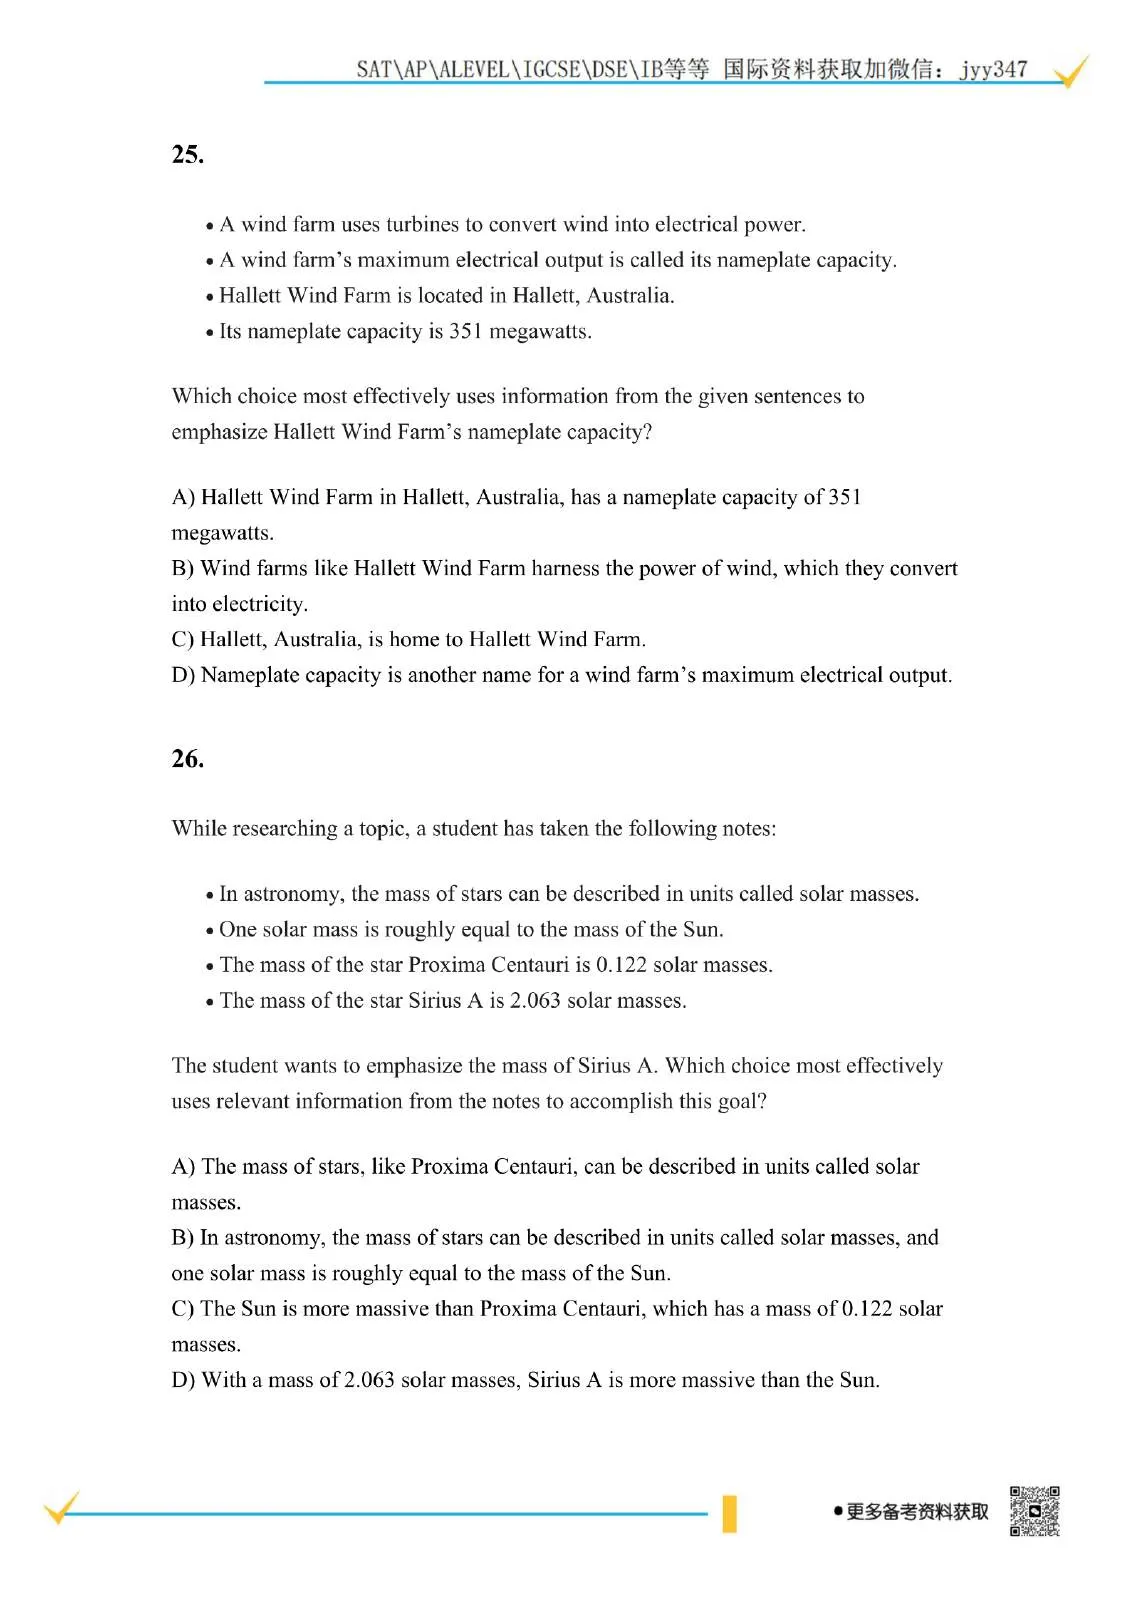 SAT\AP\ALEVEL\IGCSE\DSE\IB等等 国际资料获取加微信：jyy347
25.
• A wind farm uses turbines to convert wind into electrical power.
• A wind farm’s maximum electrical output is called its nameplate capacity.
• Hallett Wind Farm is located in Hallett, Australia.
• Its nameplate capacity is 351 megawatts.
Which choice most effectively uses information from the given sentences to
emphasize Hallett Wind Farm’s nameplate capacity?
A) Hallett Wind Farm in Hallett, Australia, has a nameplate capacity of 351
megawatts.
B) Wind farms like Hallett Wind Farm harness the power of wind, which they convert
into electricity.
C) Hallett, Australia, is home to Hallett Wind Farm.
D) Nameplate capacity is another name for a wind farm’s maximum electrical output.
26.
While researching a topic, a student has taken the following notes:
• In astronomy, the mass of stars can be described in units called solar masses.
• One solar mass is roughly equal to the mass of the Sun.
• The mass of the star Proxima Centauri is 0.122 solar masses.
• The mass of the star Sirius A is 2.063 solar masses.
The student wants to emphasize the mass of Sirius A. Which choice most effectively
uses relevant information from the notes to accomplish this goal?
A) The mass of stars, like Proxima Centauri, can be described in units called solar
masses.
B) In astronomy, the mass of stars can be described in units called solar masses, and
one solar mass is roughly equal to the mass of the Sun.
C) The Sun is more massive than Proxima Centauri, which has a mass of 0.122 solar
masses.
D) With a mass of 2.063 solar masses, Sirius A is more massive than the Sun.
•更多备考资料获取